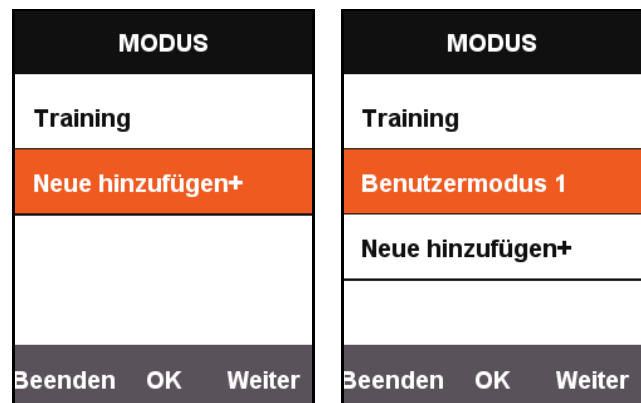 MODUS
Training
Neue hinzufügen+
Beenden OK Weiter
MODUS
Training
Benutzermodus 1
Neue hinzufügen+
Beenden OK Weiter